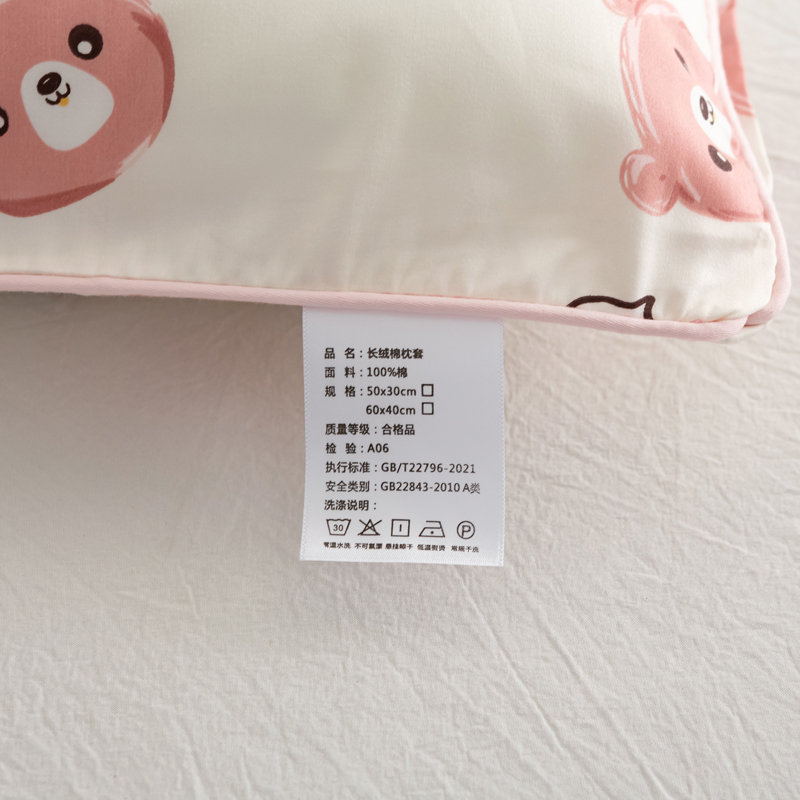 品 名：长绒棉枕套
面 料：100%棉
规 格：50x30cm
60x40cm
质量等级：合格品
检 验：A06
执行标准：GB/T22796-2021
安全类别：GB22843-2010 A类
洗涤说明：
30 P
常温水洗 不可氯漂 悬挂晾干 低温熨烫 常规干洗